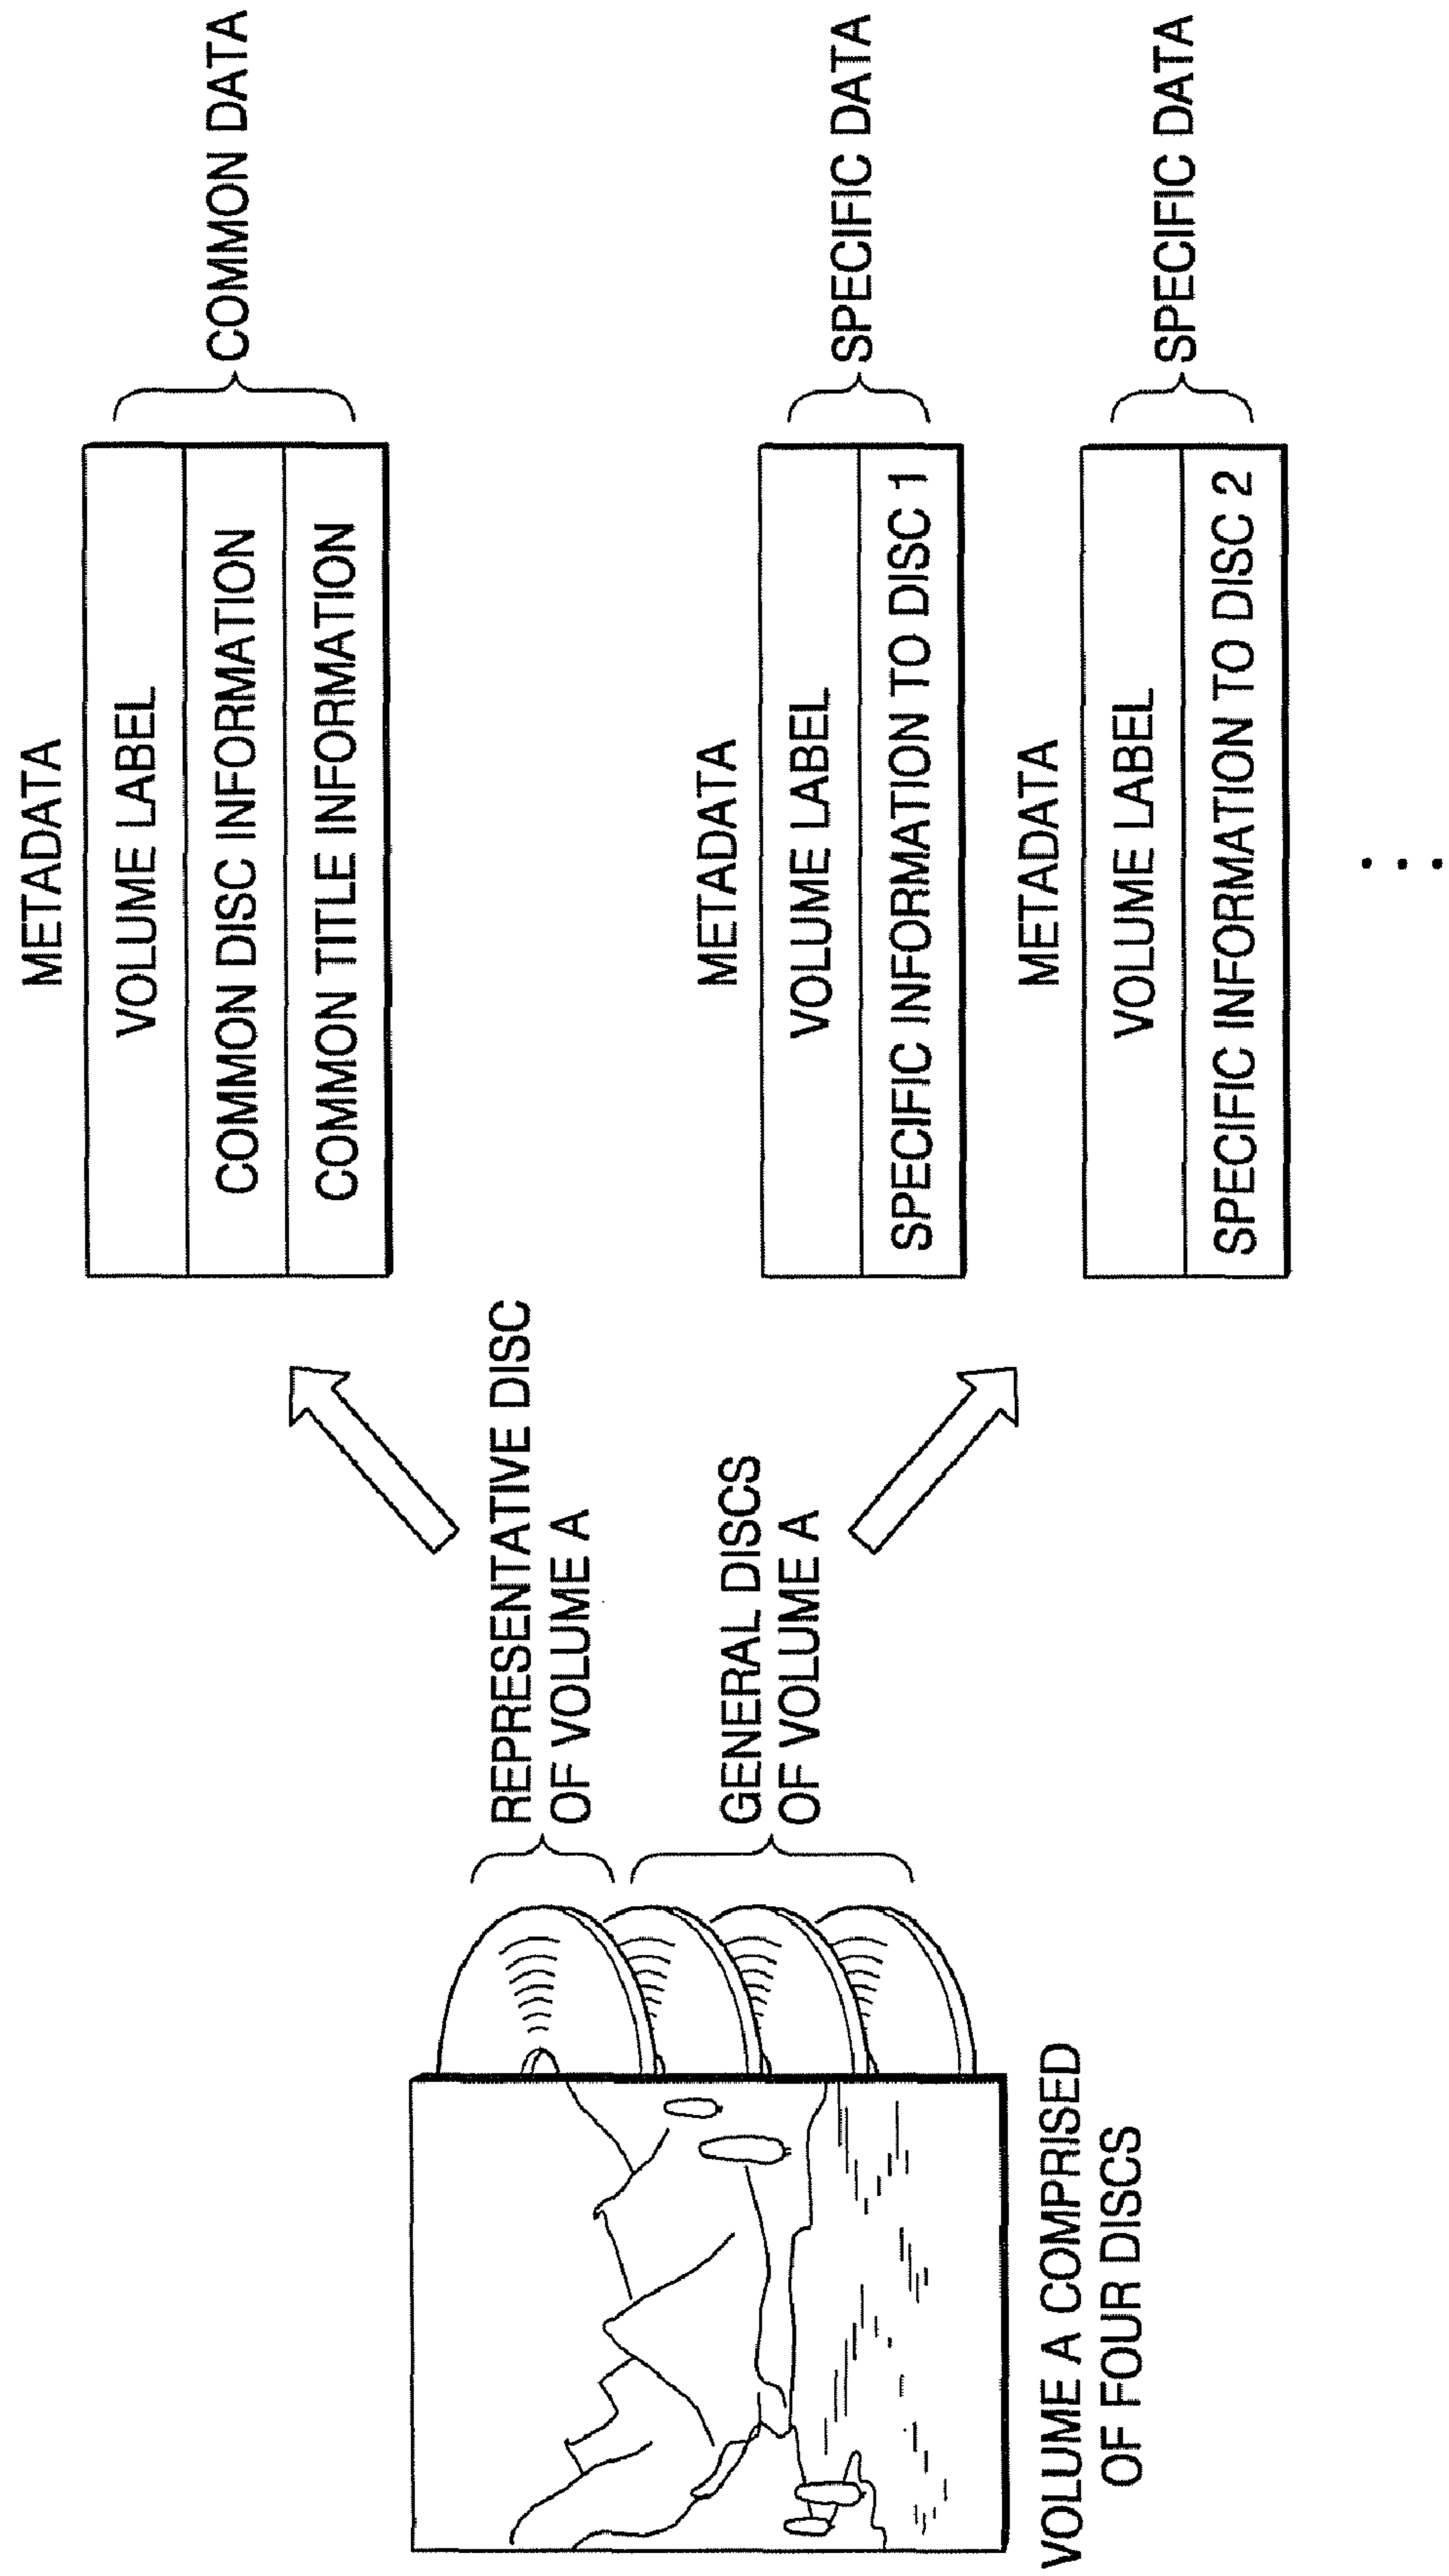 VOLUME A COMPRISED
OF FOUR DISCS
REPRESENTATIVE DISC
OF VOLUME A
GENERAL DISCS
OF VOLUME A
METADATA
VOLUME LABEL
COMMON DISC INFORMATION
COMMON TITLE INFORMATION
COMMON DATA
METADATA
VOLUME LABEL
SPECIFIC INFORMATION TO DISC 1
SPECIFIC DATA
METADATA
VOLUME LABEL
SPECIFIC INFORMATION TO DISC 2
SPECIFIC DATA
...